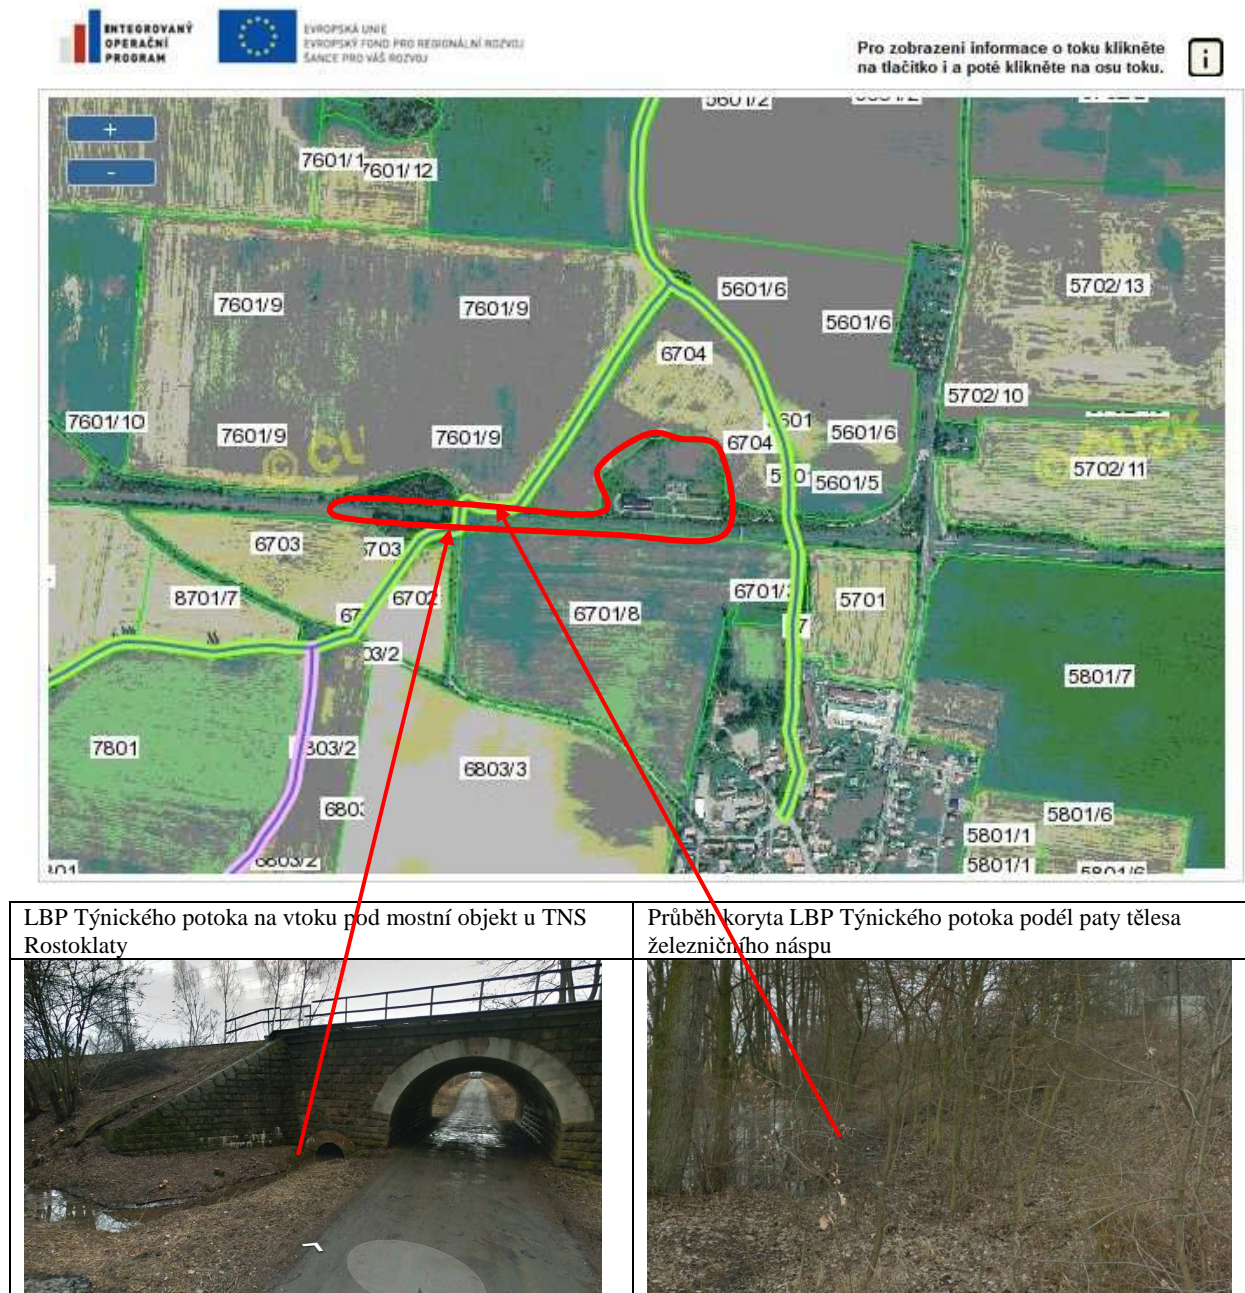 INTEGROVANÝ
OPERAČNÍ
PROGRAM
EVROPSKÁ UNIE
EVROPSKÝ FOND PRO REGIONÁLNÍ ROZVOJ
ŠANCE PRO VÁŠ ROZVOJ
Pro zobrazení informace o toku klikněte
na tlačítko i a poté klikněte na osu toku.
i
+
-
5601/2
7601/1
7601/12
5601/6
5702/13
7601/9
7601/9
5601/6
6704
5702/10
7601/10
7601/9
7601/9
6704
5601/6
5702/11
5601/5
6703
6702
8701/7
6701/8
5701
5801/7
7801
6803/3
5801/6
5801/1
5801/1
LBP Týnického potoka na vtoku pod mostní objekt u TNS
Rostoklaty
Průběh koryta LBP Týnického potoka podél paty tělesa
železničního náspu